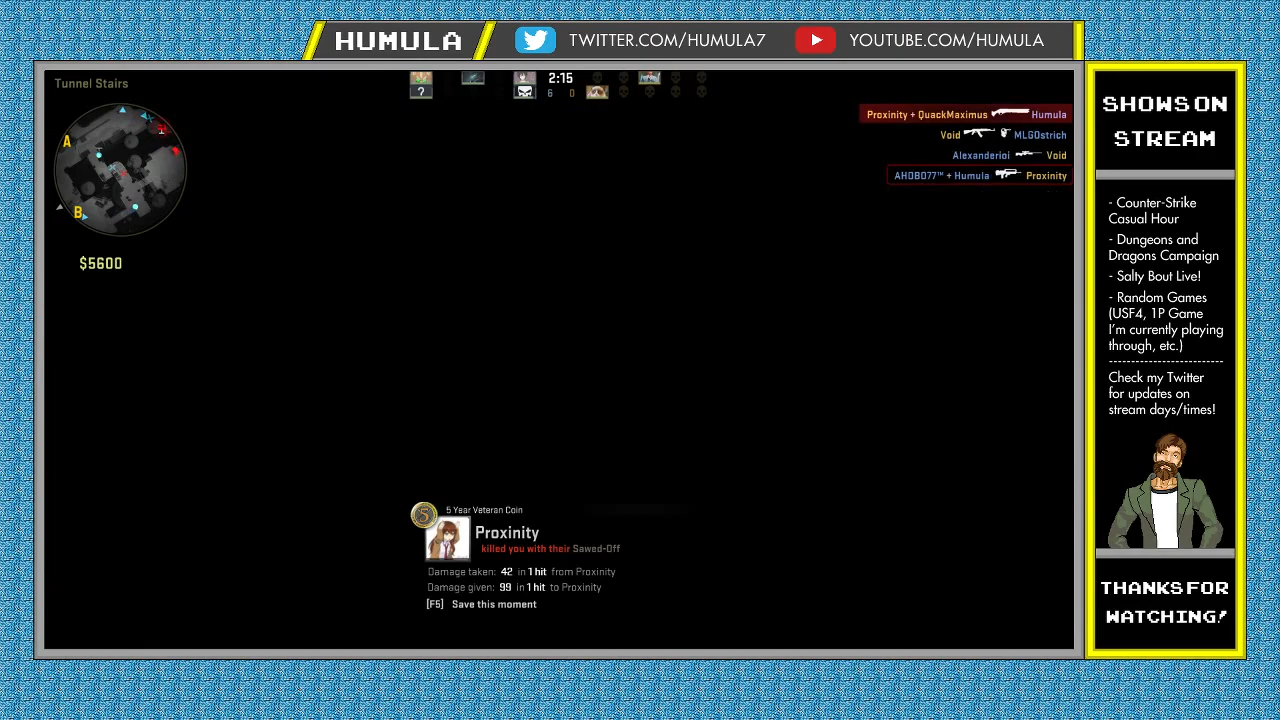 HUMULA
TWITTER.COM/HUMULA7
YOUTUBE.COM/HUMULA
Tunnel Stairs
A
B
$5600
?
2:15
6 0
Proxinity + QuackMaximus Humula
Void MLGOstrich
Alexanderioi Void
AHOBO77™ + Humula Proxinity
5 Year Veteran Coin
5
Proxinity
killed you with their Sawed-Off
Damage taken: 42 in 1 hit from Proxinity
Damage given: 99 in 1 hit to Proxinity
[F5] Save this moment
SHOWS ON
STREAM
- Counter-Strike
Casual Hour
- Dungeons and
Dragons Campaign
- Salty Bout Live!
- Random Games
(USF4, 1P Game
I'm currently playing
through, etc.)
-----------------------
Check my Twitter
for updates on
stream days/times!
THANKS FOR
WATCHING!